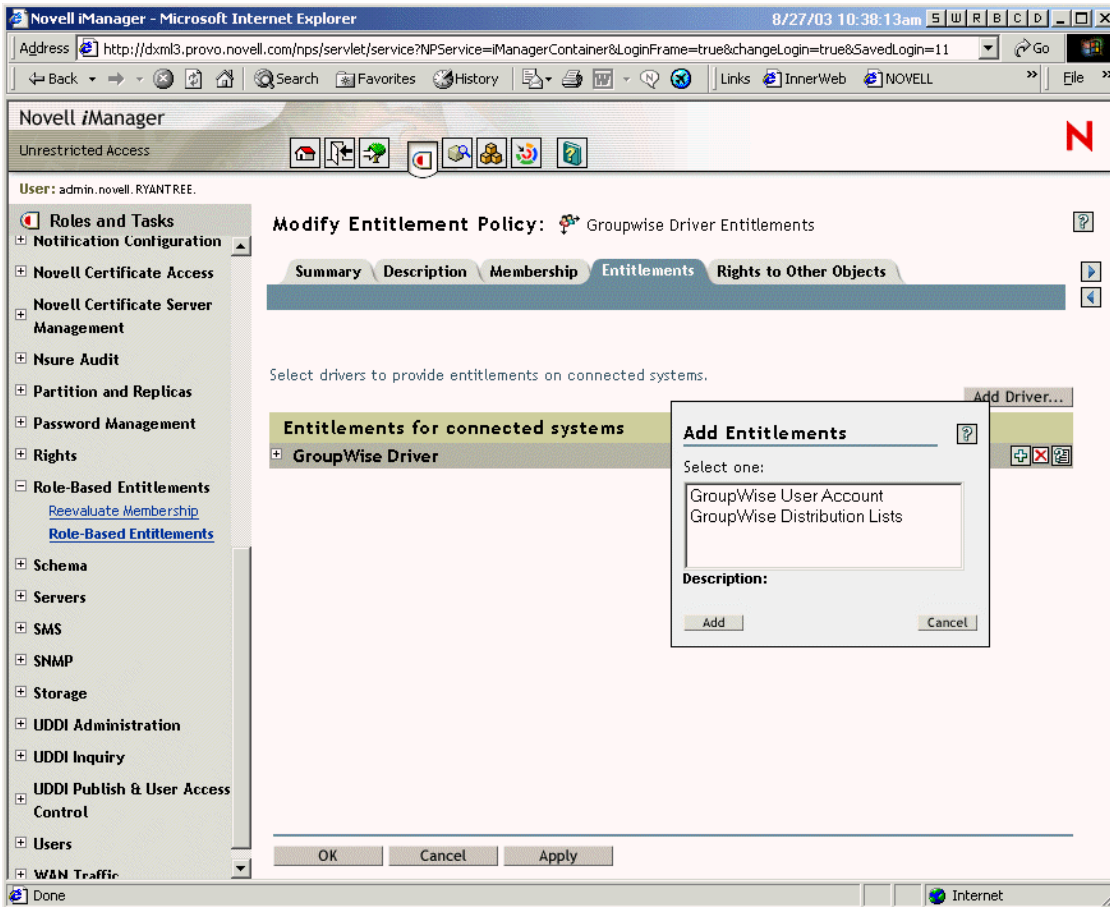 Novell iManager - Microsoft Internet Explorer 8/27/03 10:38:13am S W R B C D
Address http://dxml3.provo.novell.com/nps/servlet/service?NPService=iManagerContainer&LoginFrame=true&changeLogin=true&SavedLogin=11 Go
Back Search Favorites History Links InnerWeb NOVELL » File »
Novell iManager
Unrestricted Access
N
User: admin.novell.RYANTREE.
Roles and Tasks
Notification Configuration
Novell Certificate Access
Novell Certificate Server
Management
Nsure Audit
Partition and Replicas
Password Management
Rights
Role-Based Entitlements
Reevaluate Membership
Role-Based Entitlements
Schema
Servers
SMS
SNMP
Storage
UDDI Administration
UDDI Inquiry
UDDI Publish & User Access
Control
Users
WAN Traffic
Modify Entitlement Policy: Groupwise Driver Entitlements
Summary Description Membership Entitlements Rights to Other Objects
Select drivers to provide entitlements on connected systems.
Add Driver...
Entitlements for connected systems
GroupWise Driver
Add Entitlements
Select one:
GroupWise User Account
GroupWise Distribution Lists
Description:
Add Cancel
OK Cancel Apply
Done Internet